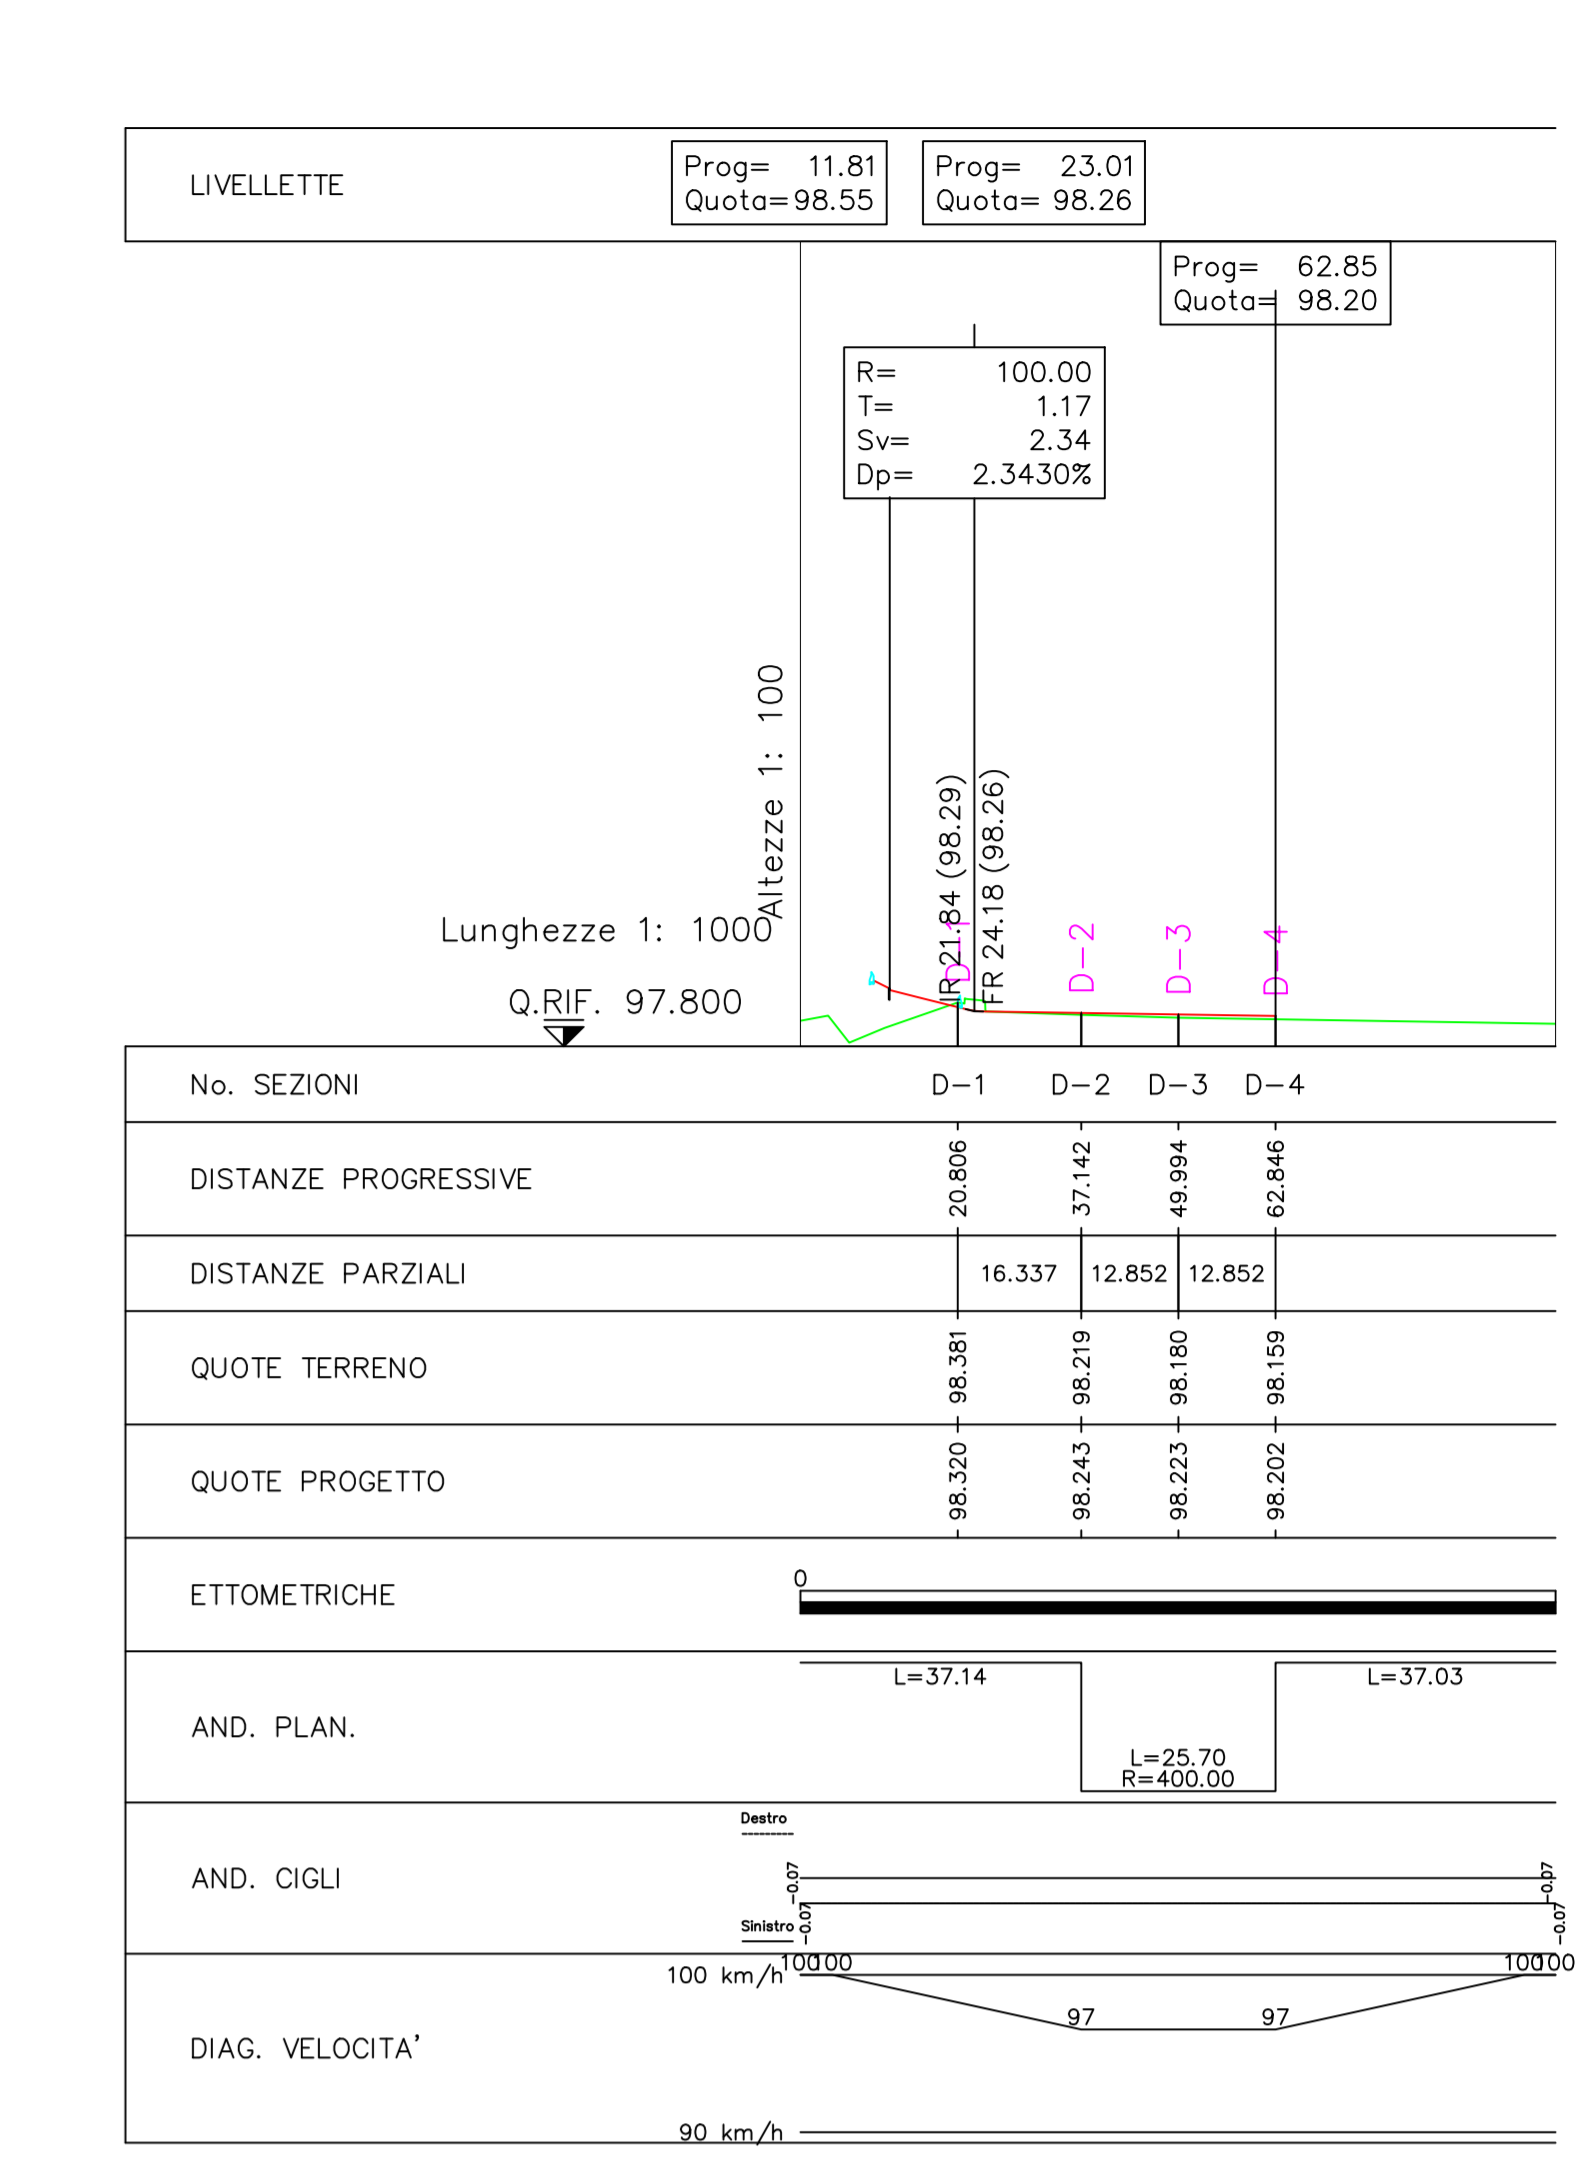 LIVELLETTE
Prog= 11.81
Quota=98.55
Prog= 23.01
Quota= 98.26
Prog= 62.85
Quota= 98.20
R= 100.00
T= 1.17
Sv= 2.34
Dp= 2.3430%
Altezze 1: 100
Lunghezze 1: 1000
Q.RIF. 97.800
IR 21.84 (98.29)
FR 24.18 (98.26)
D-1
D-2
D-3
D-4
No. SEZIONI
D-1 D-2 D-3 D-4
DISTANZE PROGRESSIVE
20.806 37.142 49.994 62.846
DISTANZE PARZIALI
16.337 12.852 12.852
QUOTE TERRENO
98.381 98.219 98.180 98.159
QUOTE PROGETTO
98.320 98.243 98.223 98.202
ETTOMETRICHE
0
AND. PLAN.
L=37.14
L=25.70
R=400.00
L=37.03
AND. CIGLI
Destro
---------
-0.07 -0.07
Sinistro
-0.07 -0.07
DIAG. VELOCITA'
100 km/h
100 100 100 100
97 97
90 km/h